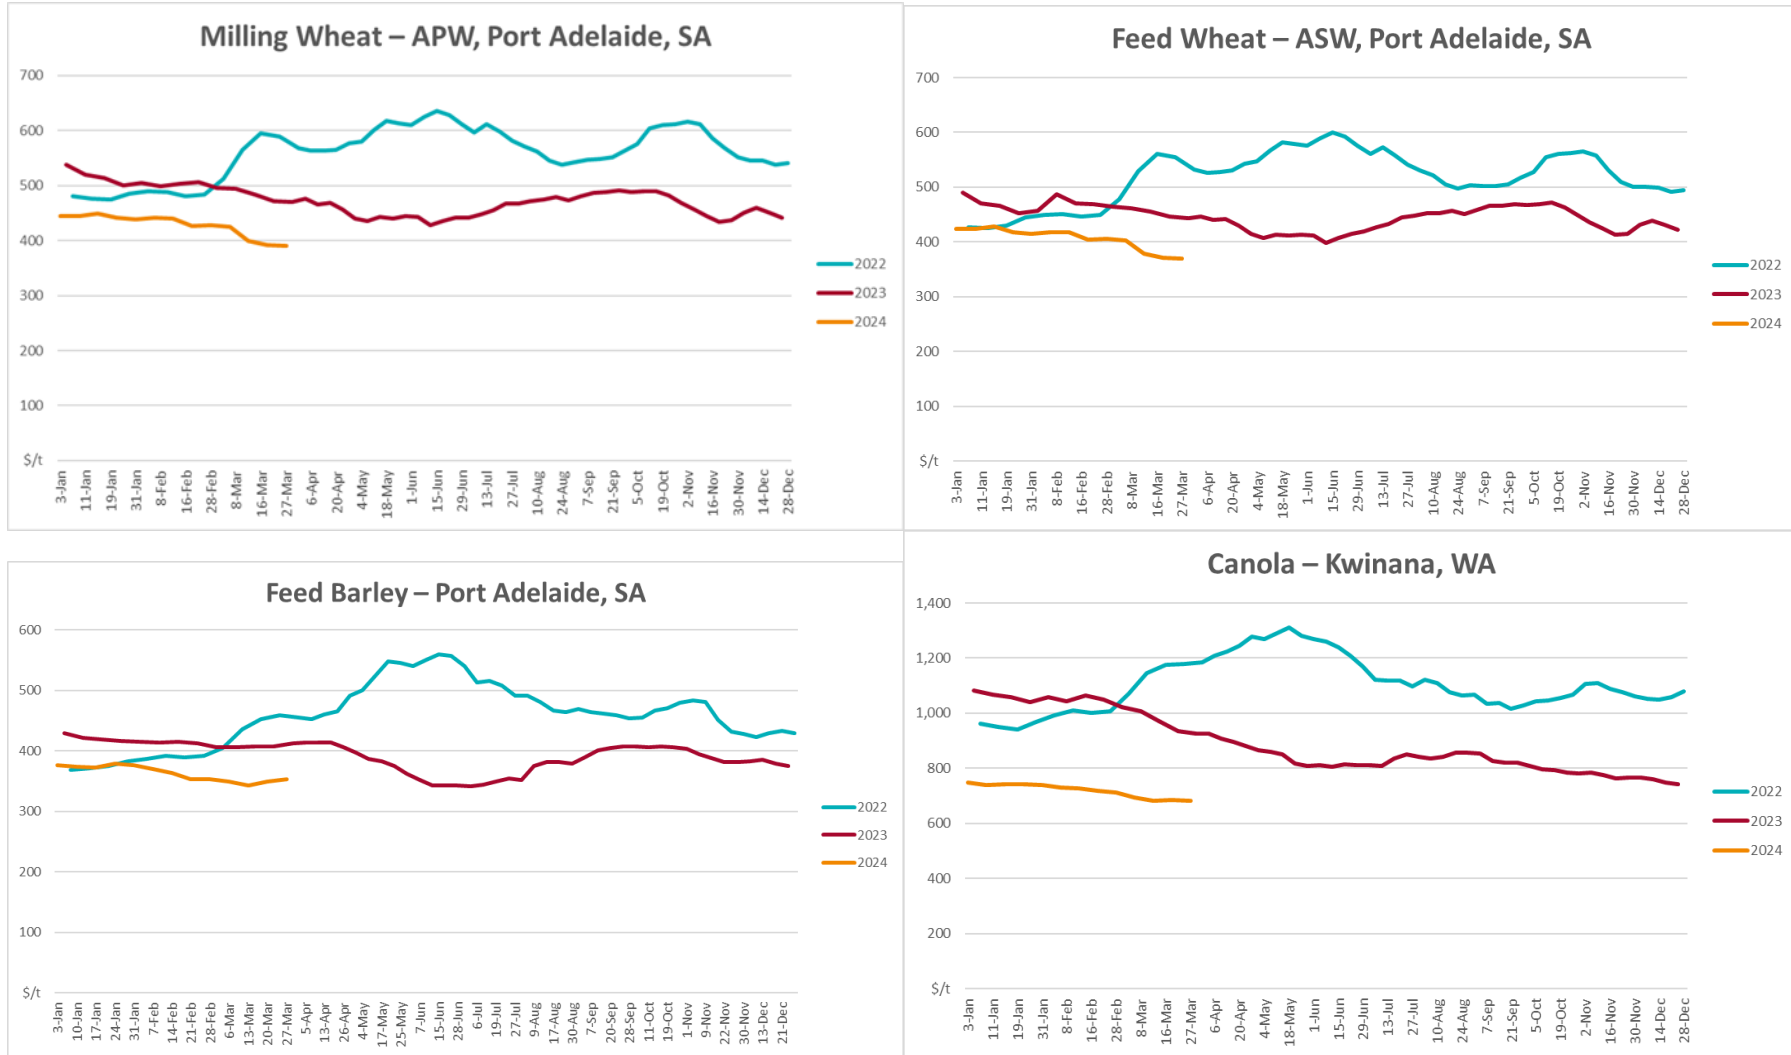 Milling Wheat – APW, Port Adelaide, SA
700
600
500
400
300
200
100
$/t
3-Jan
11-Jan
19-Jan
31-Jan
8-Feb
16-Feb
28-Feb
8-Mar
16-Mar
27-Mar
6-Apr
20-Apr
4-May
18-May
1-Jun
15-Jun
29-Jun
13-Jul
27-Jul
10-Aug
24-Aug
7-Sep
21-Sep
5-Oct
19-Oct
2-Nov
16-Nov
30-Nov
14-Dec
28-Dec
2022
2023
2024
Feed Wheat – ASW, Port Adelaide, SA
700
600
500
400
300
200
100
$/t
3-Jan
11-Jan
19-Jan
31-Jan
8-Feb
16-Feb
28-Feb
8-Mar
16-Mar
27-Mar
6-Apr
20-Apr
4-May
18-May
1-Jun
15-Jun
29-Jun
13-Jul
27-Jul
10-Aug
24-Aug
7-Sep
21-Sep
5-Oct
19-Oct
2-Nov
16-Nov
30-Nov
14-Dec
28-Dec
2022
2023
2024
Feed Barley – Port Adelaide, SA
600
500
400
300
200
100
$/t
3-Jan
10-Jan
17-Jan
24-Jan
31-Jan
7-Feb
14-Feb
21-Feb
28-Feb
6-Mar
13-Mar
20-Mar
27-Mar
5-Apr
13-Apr
26-Apr
4-May
17-May
25-May
7-Jun
15-Jun
28-Jun
6-Jul
19-Jul
27-Jul
9-Aug
17-Aug
30-Aug
7-Sep
20-Sep
28-Sep
11-Oct
19-Oct
1-Nov
9-Nov
22-Nov
30-Nov
13-Dec
21-Dec
2022
2023
2024
Canola – Kwinana, WA
1,400
1,200
1,000
800
600
400
200
$/t
3-Jan
11-Jan
19-Jan
31-Jan
8-Feb
16-Feb
28-Feb
8-Mar
16-Mar
27-Mar
6-Apr
20-Apr
4-May
18-May
1-Jun
15-Jun
29-Jun
13-Jul
27-Jul
10-Aug
24-Aug
7-Sep
21-Sep
5-Oct
19-Oct
2-Nov
16-Nov
30-Nov
14-Dec
28-Dec
2022
2023
2024